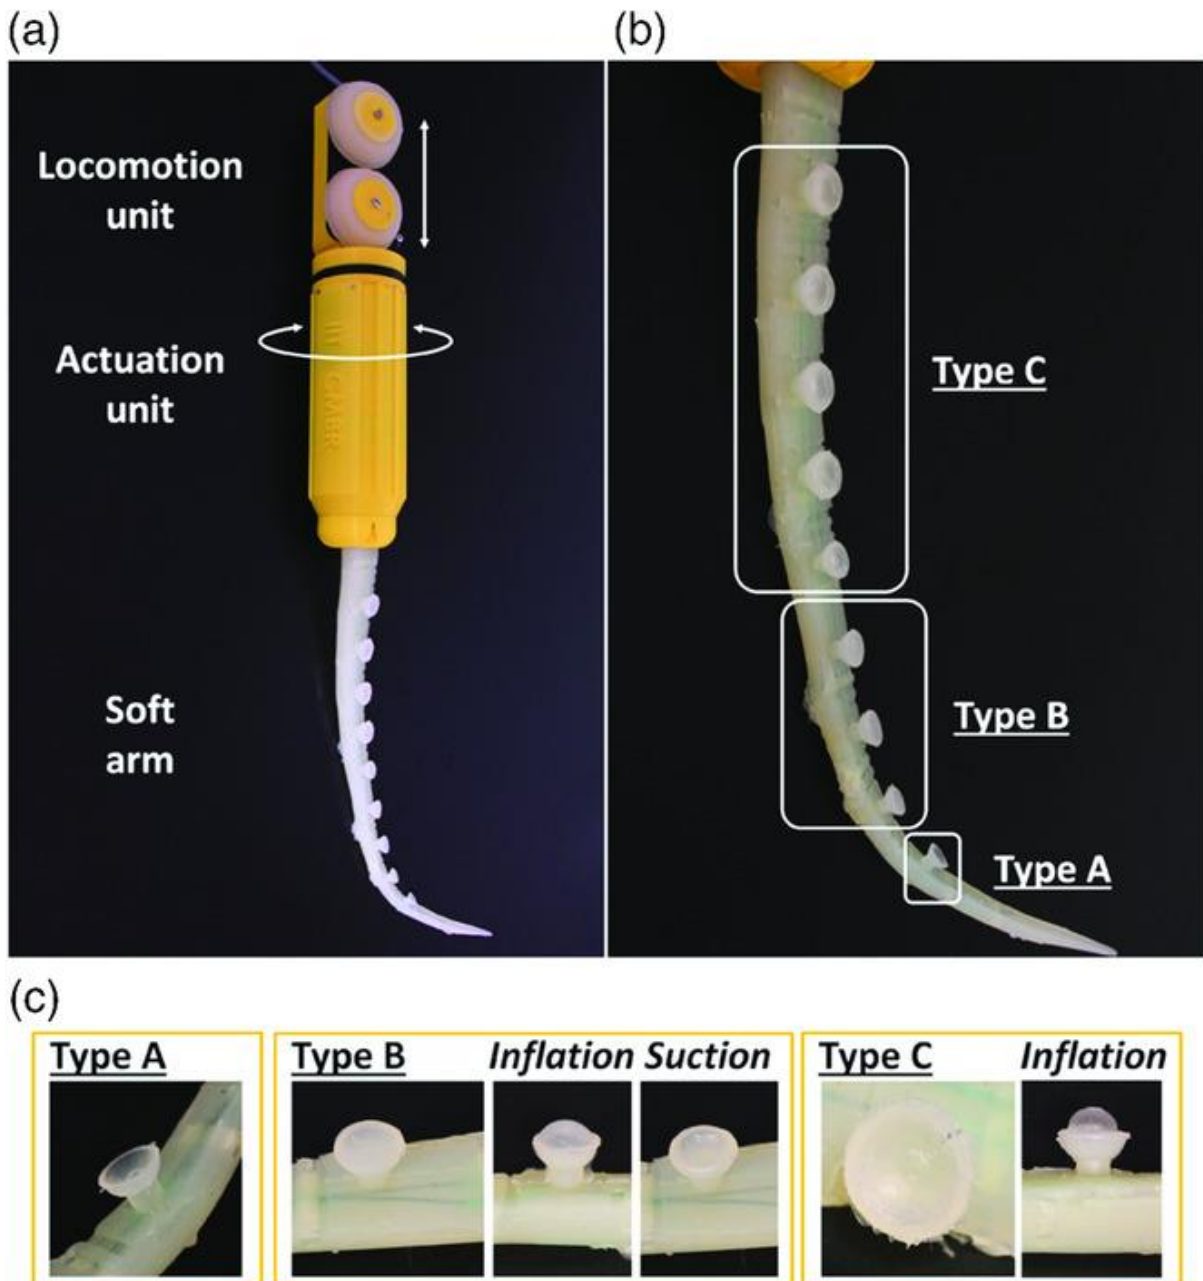 (a)
(b)
Locomotion
unit
Actuation
unit
Soft
arm
Type C
Type B
Type A
(c)
Type A
Type B
Inflation
Suction
Type C
Inflation